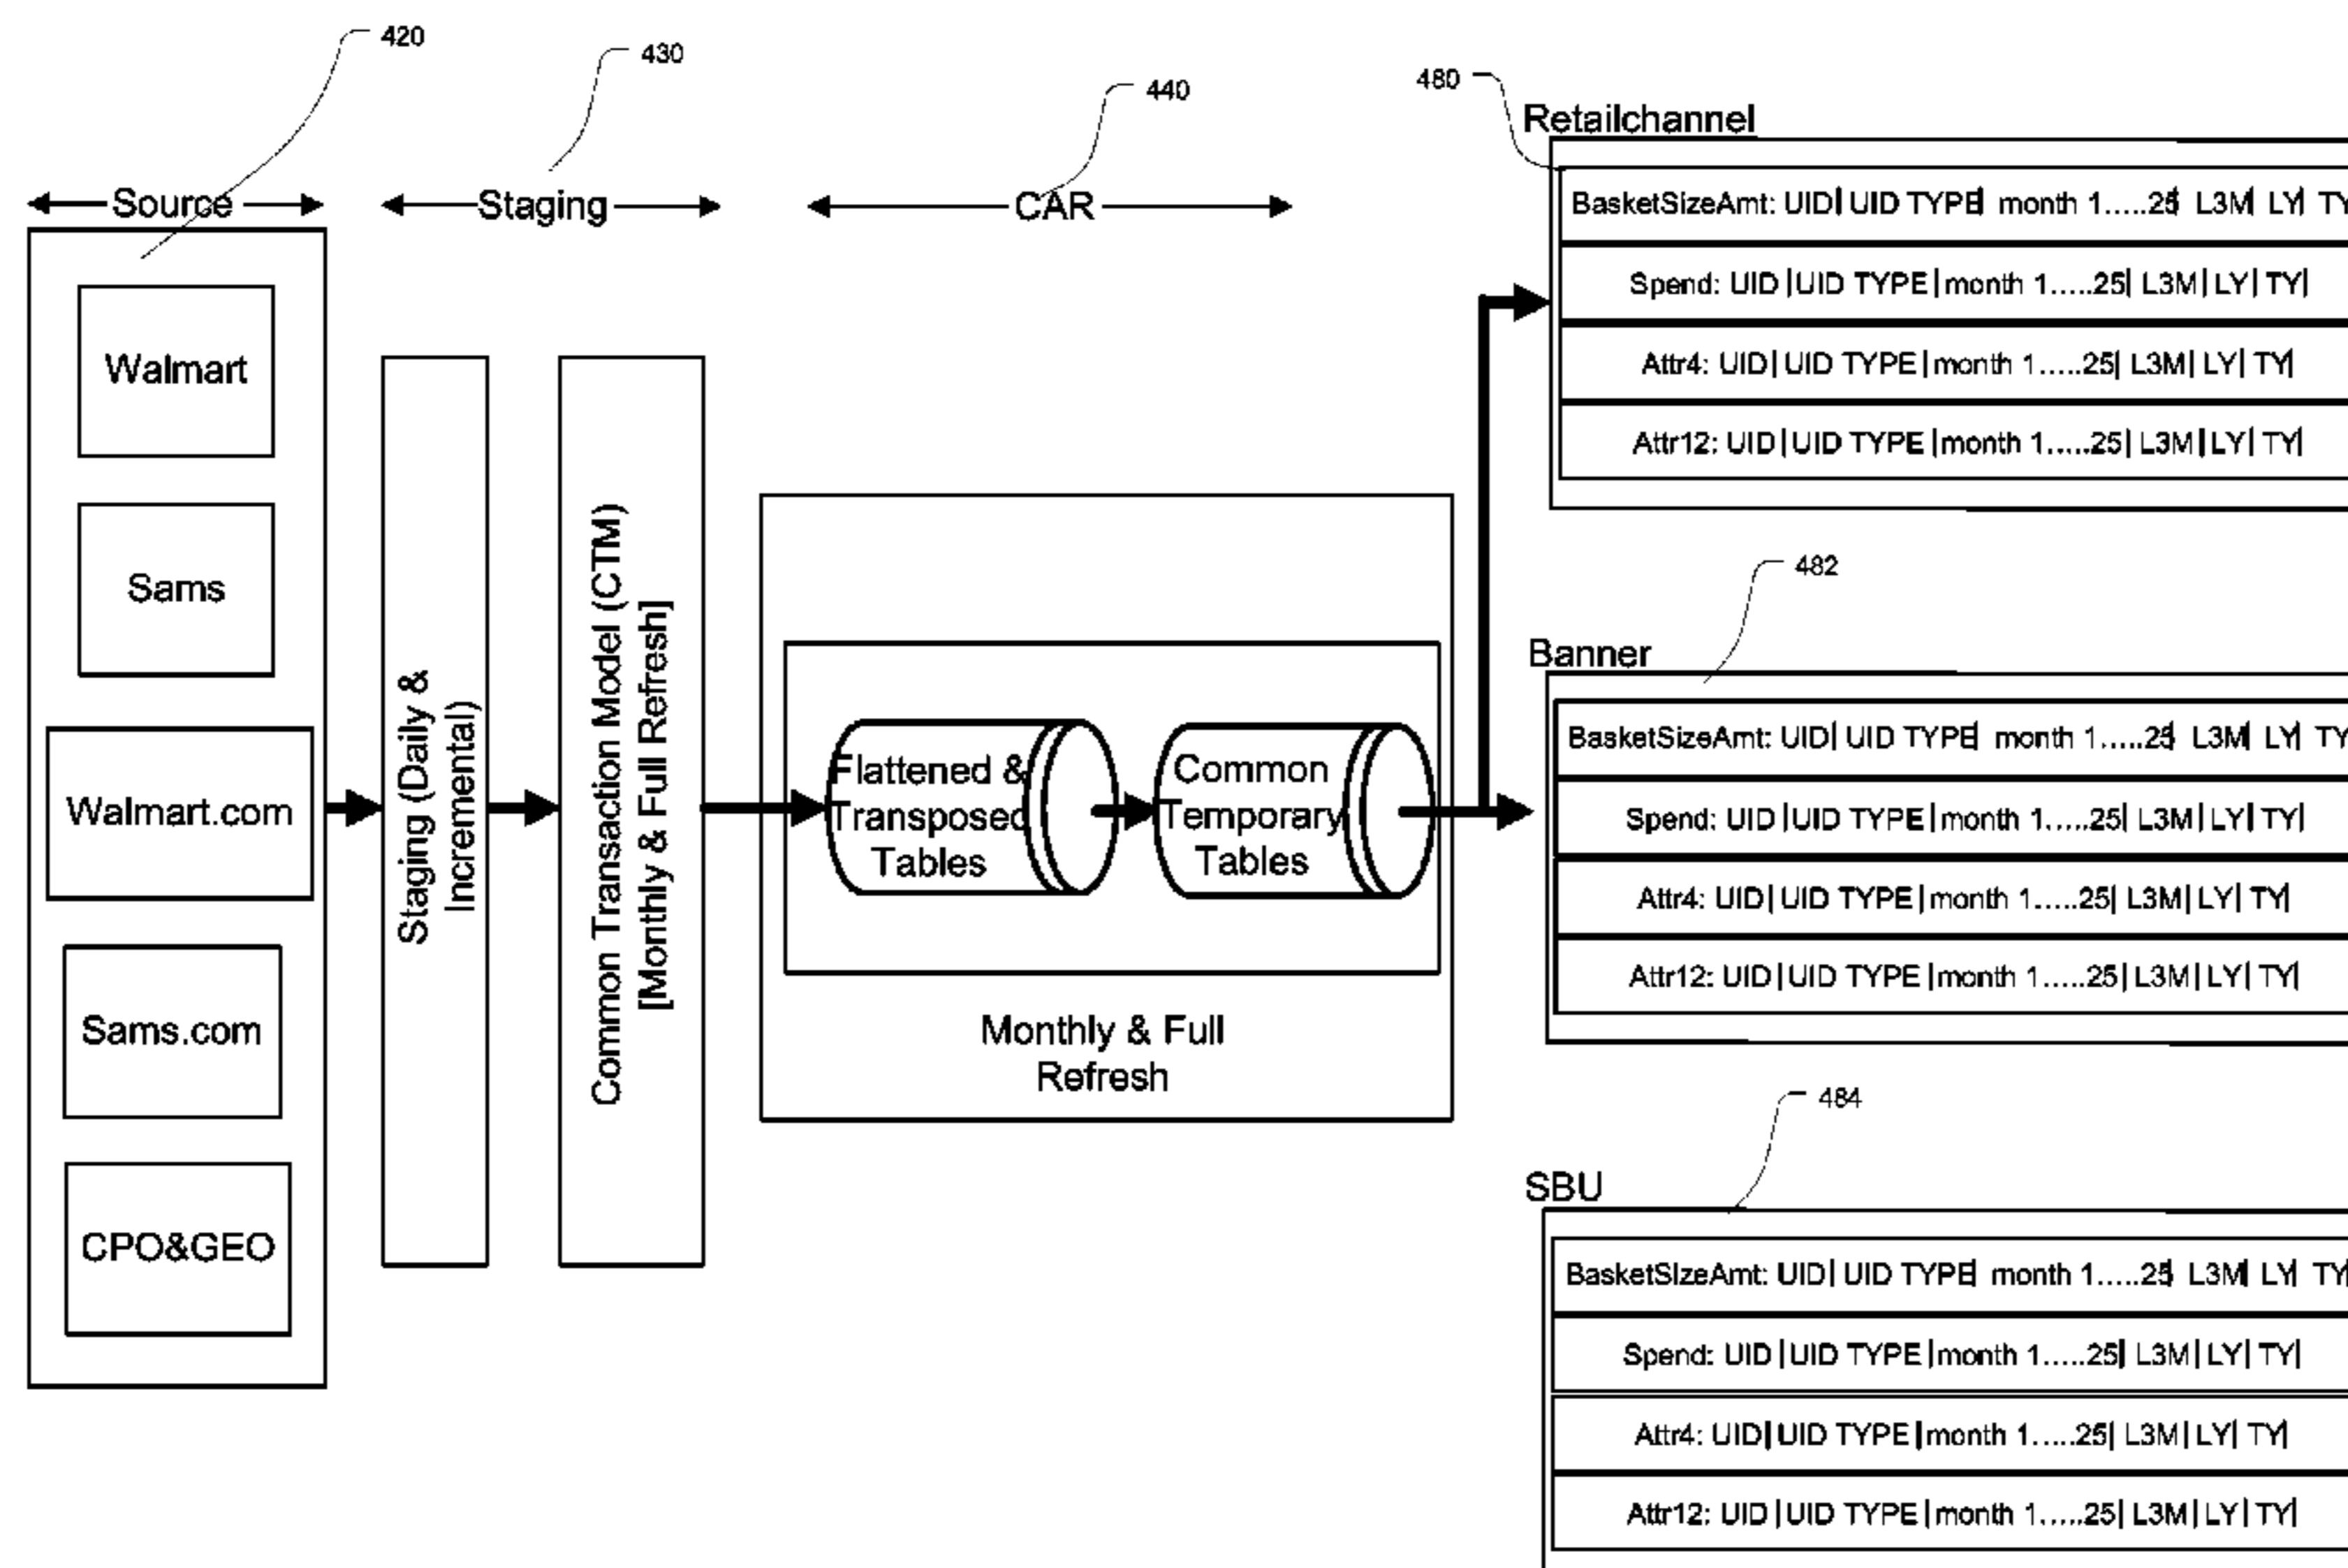 420
430
440
480
Source
Staging
CAR
Walmart
Sams
Walmart.com
Sams.com
CPO&GEO
Staging (Daily &
Incremental)
Common Transaction Model (CTM)
[Monthly & Full Refresh]
Flattened &
Transposed
Tables
Common
Temporary
Tables
Monthly & Full
Refresh
Retailchannel
BasketSizeAmt: UID| UID TYPE| month 1.....25| L3M| LY| TY
Spend: UID |UID TYPE|month 1.....25| L3M|LY|TY|
Attr4: UID|UID TYPE|month 1.....25| L3M|LY|TY|
Attr12: UID|UID TYPE|month 1.....25|L3M|LY|TY|
482
Banner
BasketSizeAmt: UID| UID TYPE| month 1.....25| L3M| LY| TY
Spend: UID |UID TYPE|month 1.....25| L3M|LY|TY|
Attr4: UID|UID TYPE|month 1.....25| L3M|LY|TY|
Attr12: UID|UID TYPE|month 1.....25|L3M|LY|TY|
484
SBU
BasketSizeAmt: UID| UID TYPE| month 1.....25| L3M| LY| TY
Spend: UID |UID TYPE|month 1.....25| L3M|LY|TY|
Attr4: UID|UID TYPE|month 1.....25| L3M|LY|TY|
Attr12: UID|UID TYPE|month 1.....25|L3M|LY|TY|